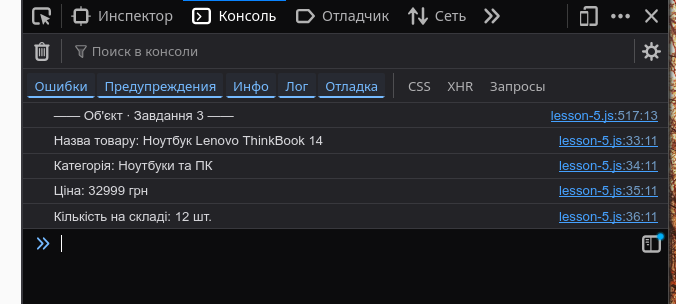 Инспектор Консоль Отладчик Сеть
Поиск в консоли
Ошибки Предупреждения Инфо Лог Отладка CSS XHR Запросы
—— Об'єкт · Завдання 3 —— lesson-5.js:517:13
Назва товару: Ноутбук Lenovo ThinkBook 14 lesson-5.js:33:11
Категорія: Ноутбуки та ПК lesson-5.js:34:11
Ціна: 32999 грн lesson-5.js:35:11
Кількість на складі: 12 шт. lesson-5.js:36:11